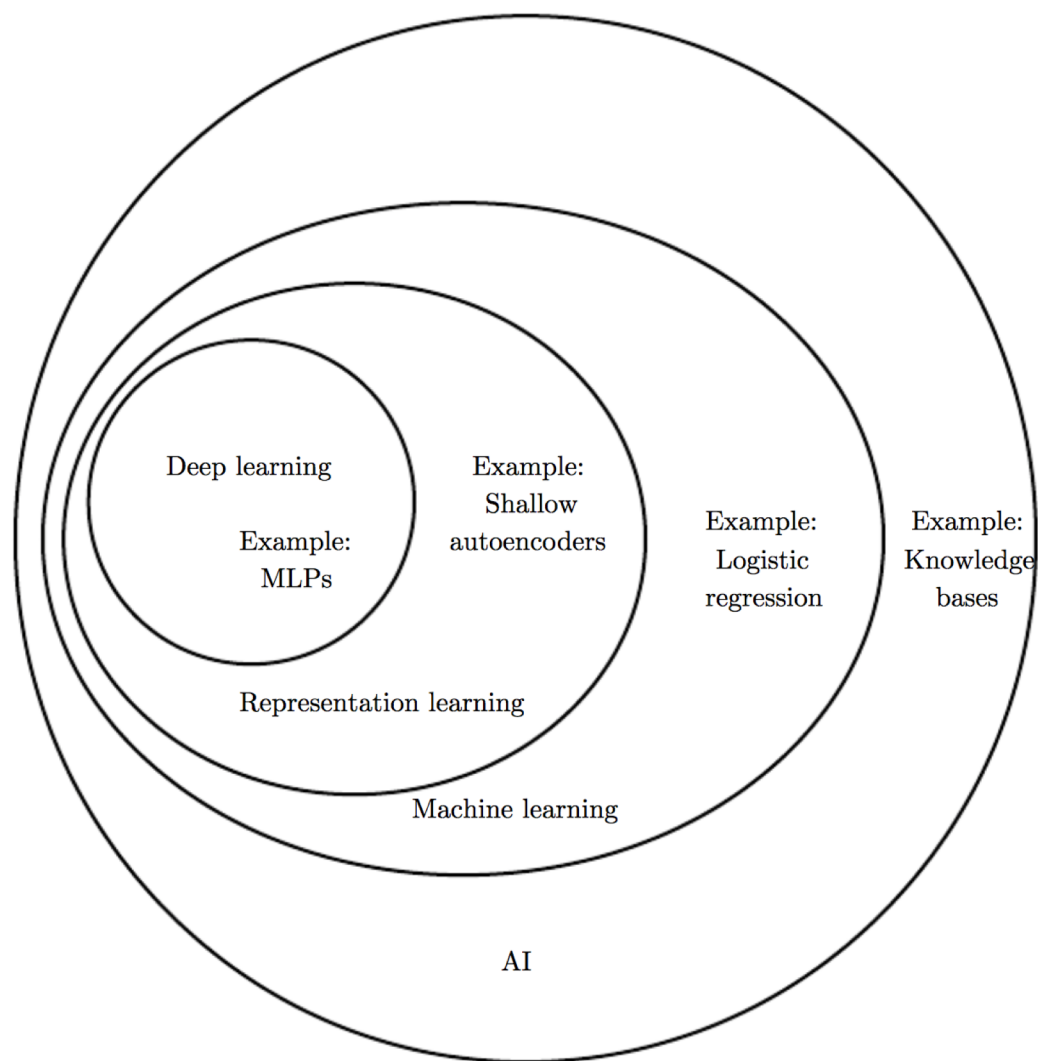 Deep learning
Example:
MLPs
Example:
Shallow
autoencoders
Example:
Logistic
regression
Example:
Knowledge
bases
Representation learning
Machine learning
AI